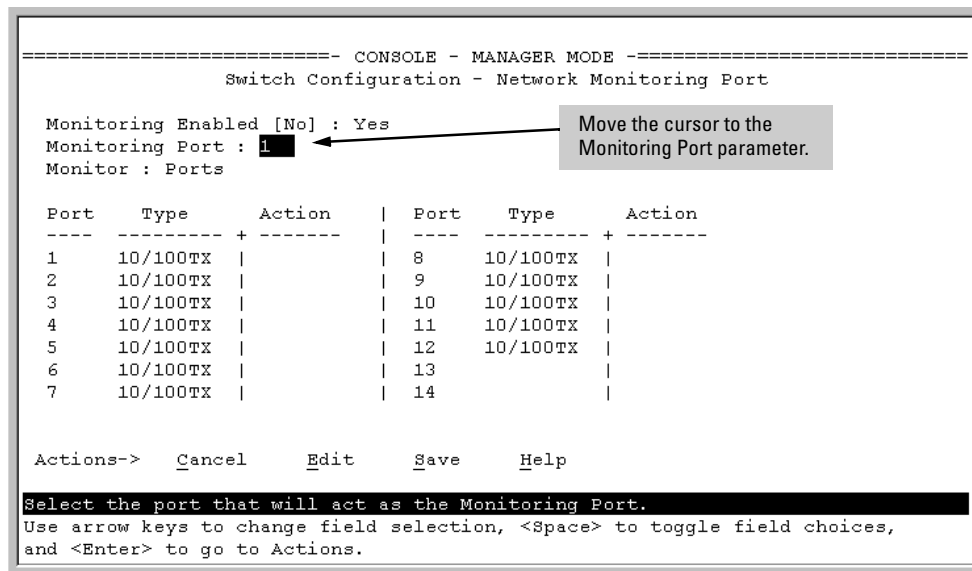 ===========================- CONSOLE - MANAGER MODE -============================
Switch Configuration - Network Monitoring Port
Monitoring Enabled [No] : Yes
Monitoring Port : 1
Monitor : Ports
Move the cursor to the
Monitoring Port parameter.
Port Type Action | Port Type Action
---- --------- + ------- | ---- --------- + -------
1 10/100TX | | 8 10/100TX |
2 10/100TX | | 9 10/100TX |
3 10/100TX | | 10 10/100TX |
4 10/100TX | | 11 10/100TX |
5 10/100TX | | 12 10/100TX |
6 10/100TX | | 13 |
7 10/100TX | | 14 |
Actions-> Cancel Edit Save Help
Select the port that will act as the Monitoring Port.
Use arrow keys to change field selection, <Space> to toggle field choices,
and <Enter> to go to Actions.